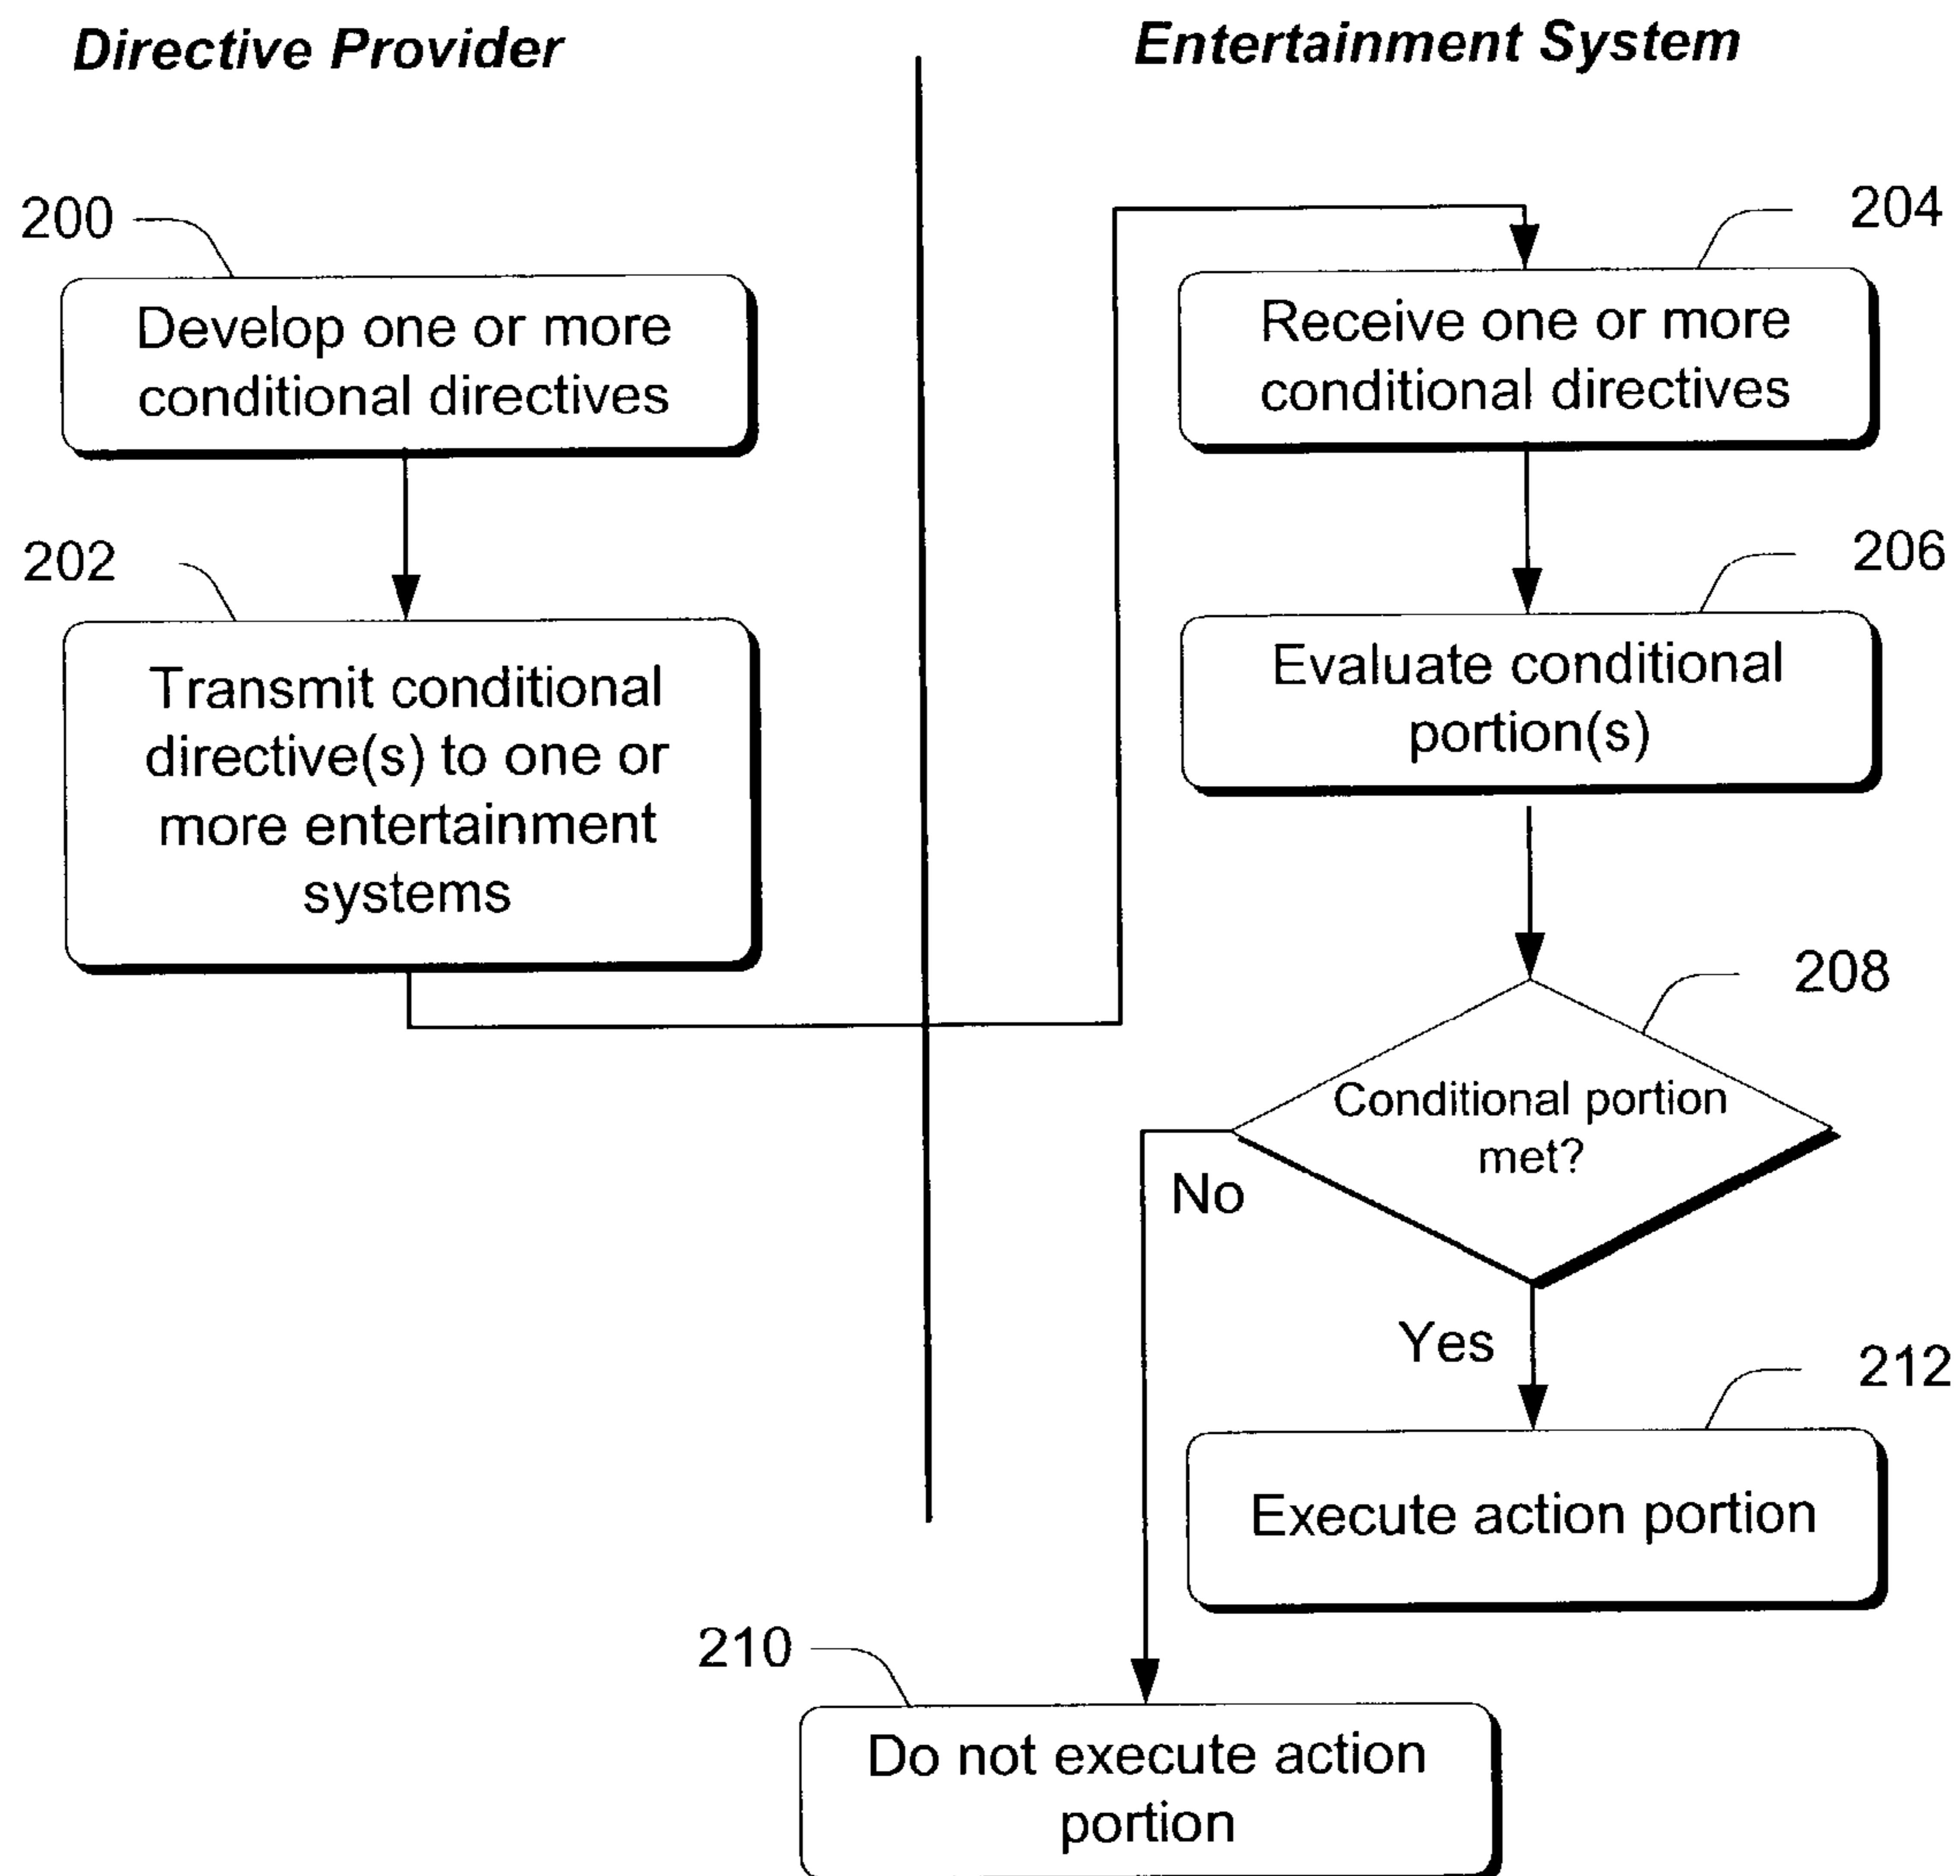 Directive Provider
Entertainment System
200
Develop one or more
conditional directives
202
Transmit conditional
directive(s) to one or
more entertainment
systems
204
Receive one or more
conditional directives
206
Evaluate conditional
portion(s)
208
Conditional portion
met?
No
Yes
212
Execute action portion
210
Do not execute action
portion